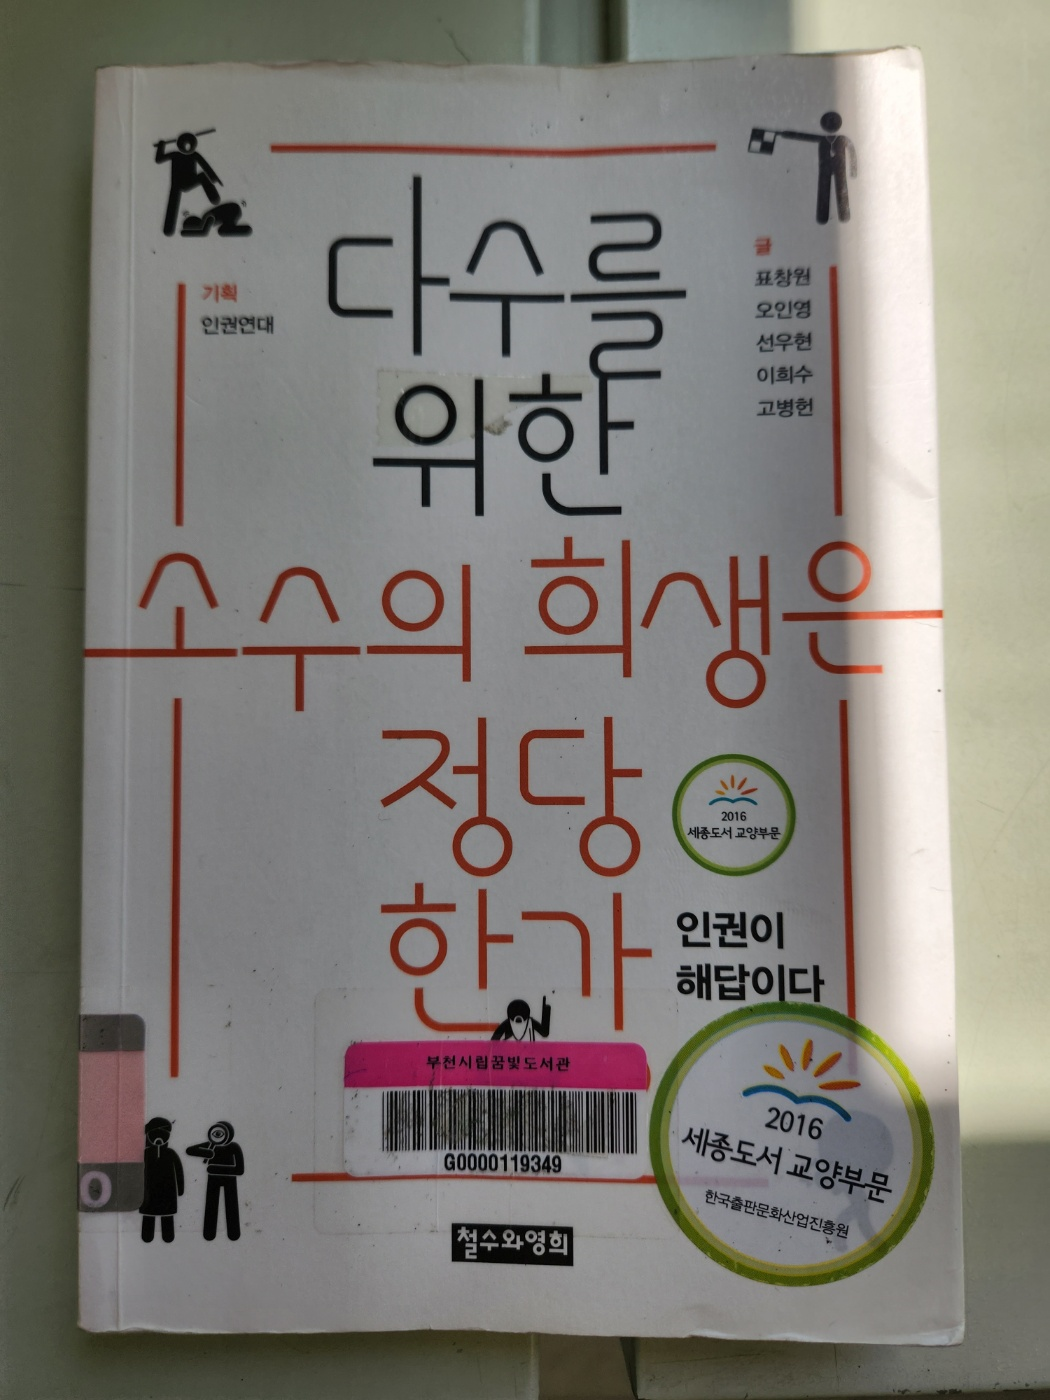 기획
인권연대
다수를
위한
소수의 희생은
정당
한가
글
표창원
오인영
선우현
이희수
고병헌
2016
세종도서 교양부문
인권이
해답이다
부천시립꿈빛도서관
G0000119349
0
2016
세종도서 교양부문
한국출판문화산업진흥원
철수와영희